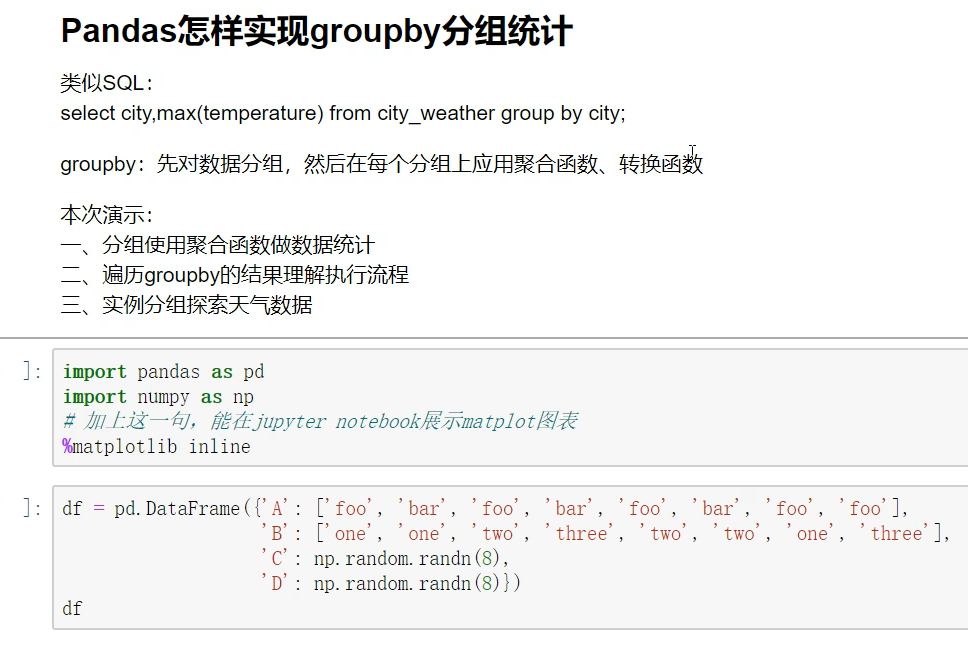 Pandas怎样实现groupby分组统计
类似SQL：
select city,max(temperature) from city_weather group by city;
groupby：先对数据分组，然后在每个分组上应用聚合函数、转换函数
本次演示：
一、分组使用聚合函数做数据统计
二、遍历groupby的结果理解执行流程
三、实例分组探索天气数据
]: import pandas as pd
import numpy as np
# 加上这一句，能在jupyter notebook展示matplot图表
%matplotlib inline
]: df = pd.DataFrame({'A': ['foo', 'bar', 'foo', 'bar', 'foo', 'bar', 'foo', 'foo'],
'B': ['one', 'one', 'two', 'three', 'two', 'two', 'one', 'three'],
'C': np.random.randn(8),
'D': np.random.randn(8)})
df